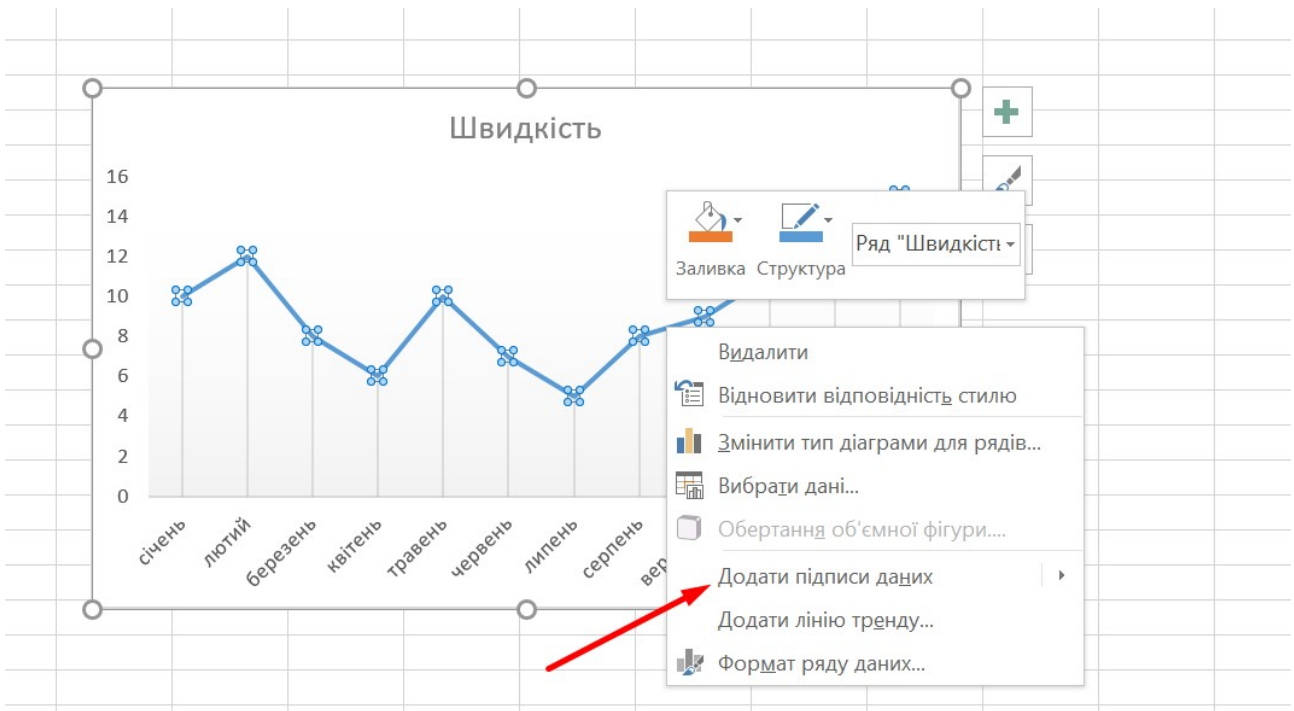 Швидкість
16
14
12
10
8
6
4
2
0
січень лютий березень квітень травень червень липень серпень вер
Заливка Структура Ряд "Швидкість
Видалити
Відновити відповідність стилю
Змінити тип діаграми для рядів...
Вибрати дані...
Обертання об'ємної фігури....
Додати підписи даних
Додати лінію тренду...
Формат ряду даних...